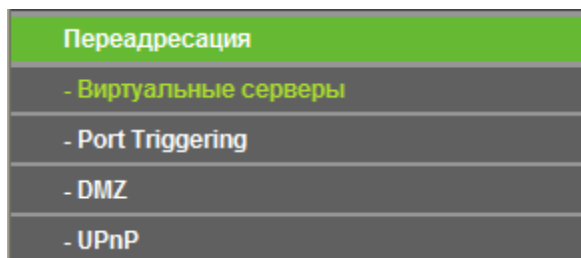 Переадресация
- Виртуальные серверы
- Port Triggering
- DMZ
- UPnP